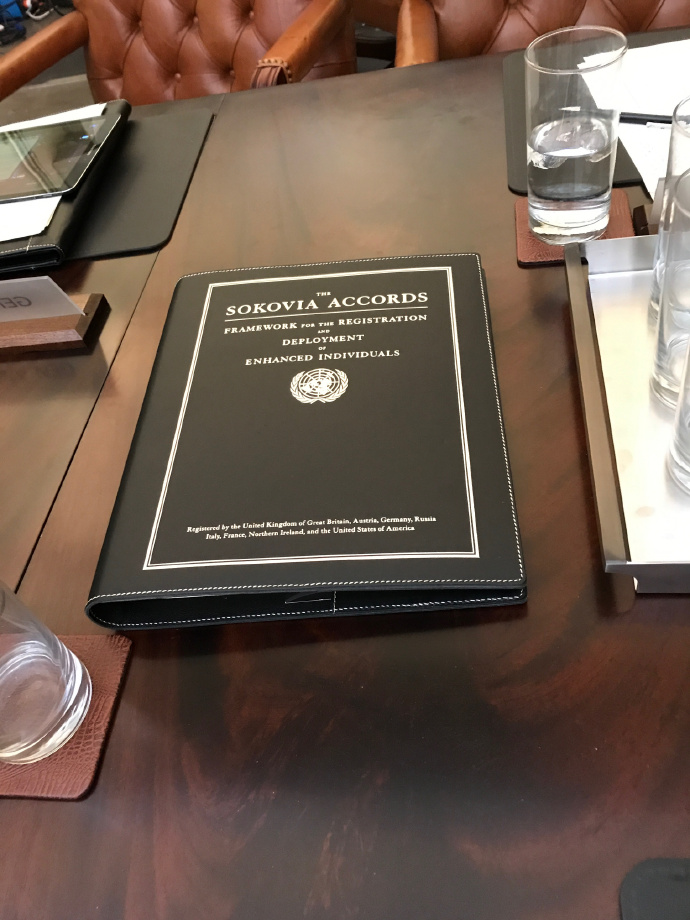 THE
SOKOVIA ACCORDS
FRAMEWORK FOR THE REGISTRATION
AND
DEPLOYMENT
OF
ENHANCED INDIVIDUALS
Registered by the United Kingdom of Great Britain, Austria, Germany, Russia
Italy, France, Northern Ireland, and the United States of America